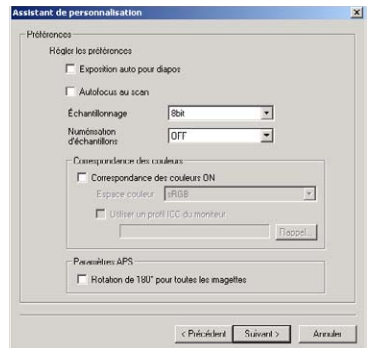 Assistant de personnalisation
Préférences
Régler les préférences
Exposition auto pour diapos
Autofocus au scan
Échantillonnage
8bit
Numérisation d'échantillons
OFF
Correspondance des couleurs
Correspondance des couleurs ON
Espace couleur
sRGB
Utiliser un profil ICC du moniteur
Rappel...
Paramètres APS
Rotation de 180° pour toutes les magettes
< Précédent
Suivant >
Annuler